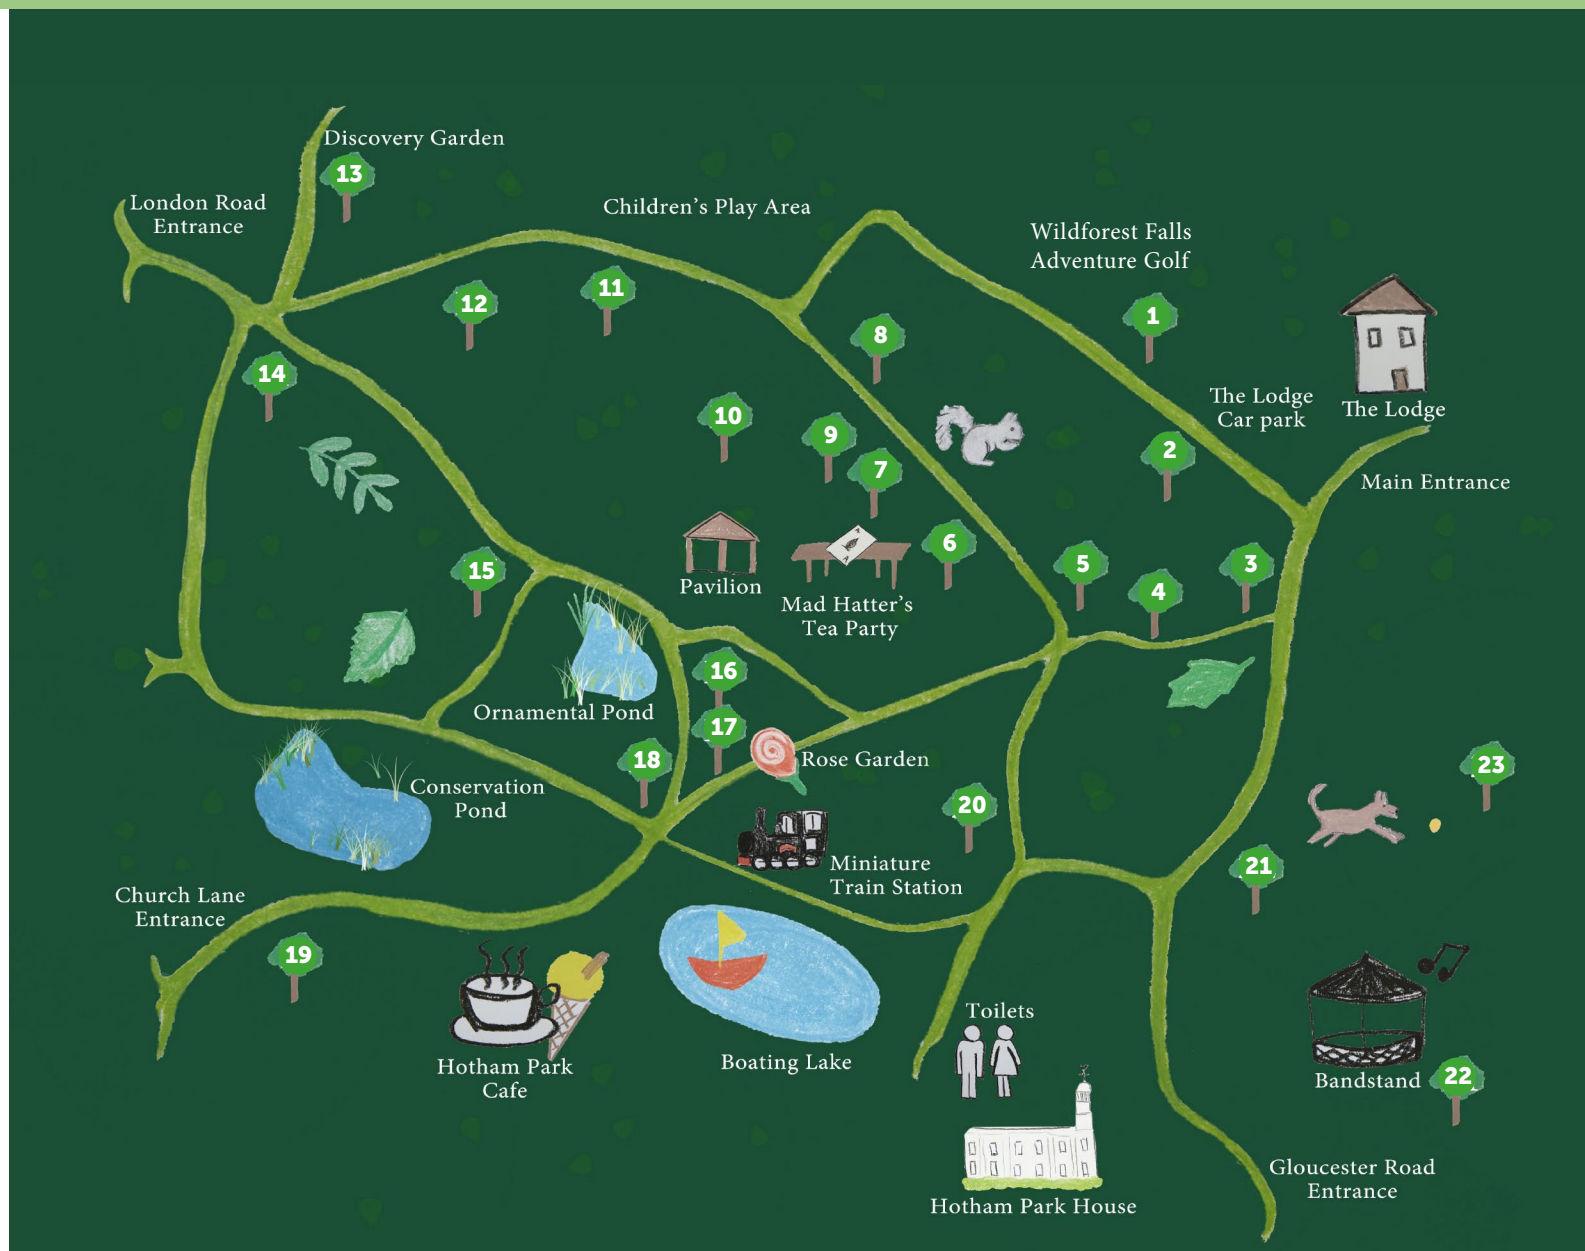 Discovery Garden
13
London Road
Entrance
Children's Play Area
Wildforest Falls
Adventure Golf
12
11
1
8
14
The Lodge
Car park
The Lodge
10
9
2
7
Main Entrance
6
5
3
15
4
Pavilion
Mad Hatter's
Tea Party
16
Ornamental Pond
17
18
Rose Garden
23
Conservation
Pond
20
Miniature
Train Station
21
Church Lane
Entrance
19
Toilets
Hotham Park
Cafe
Boating Lake
Bandstand
22
Gloucester Road
Entrance
Hotham Park House